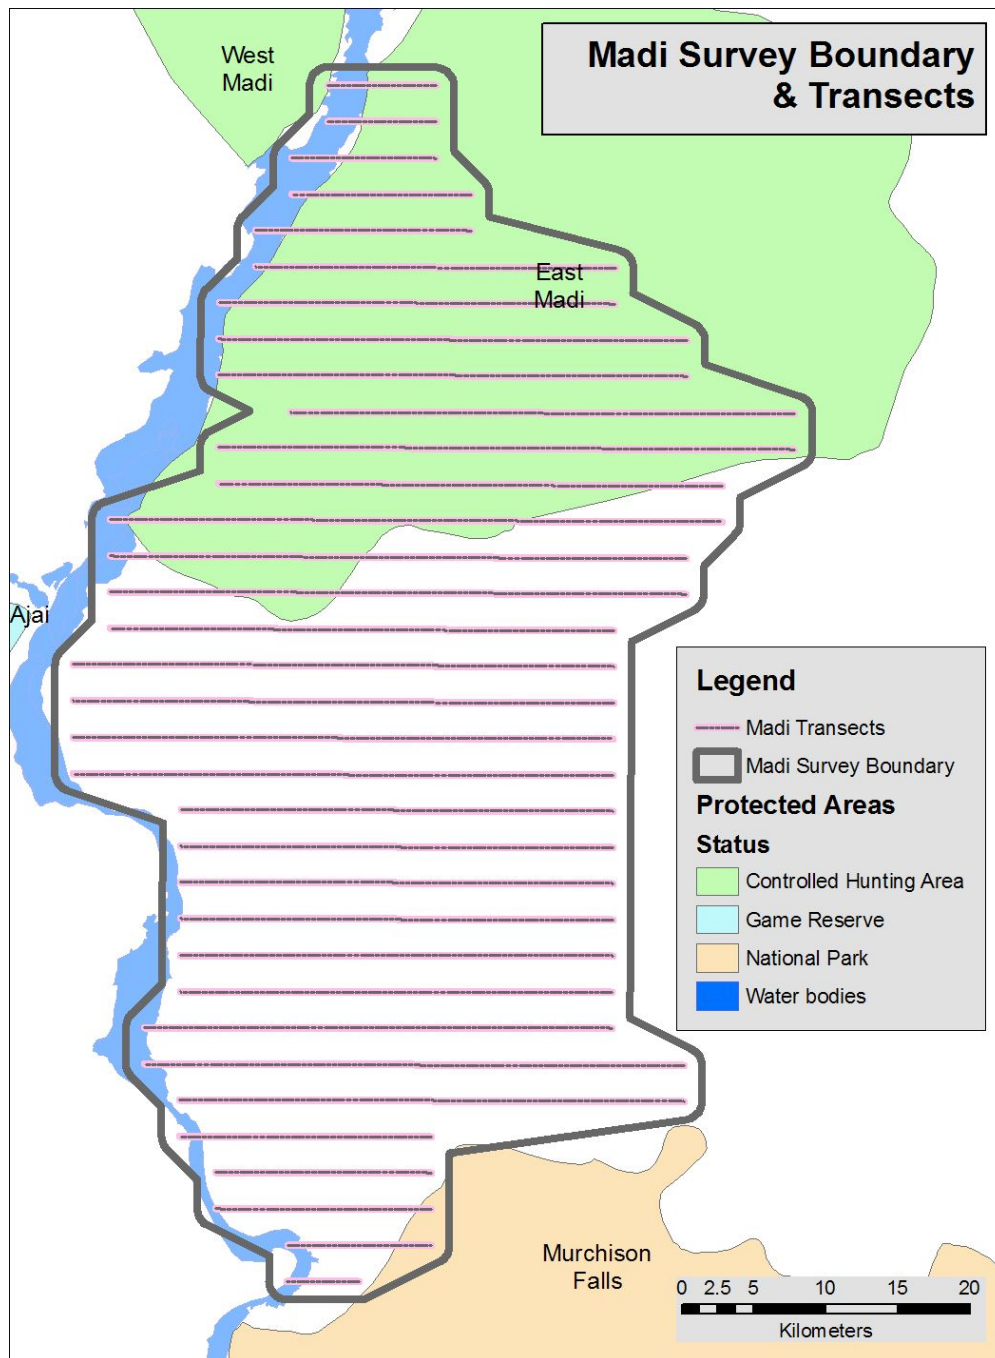 Madi Survey Boundary
& Transects
West
Madi
East
Madi
Ajai
Legend
Madi Transects
Madi Survey Boundary
Protected Areas
Status
Controlled Hunting Area
Game Reserve
National Park
Water bodies
Murchison
Falls
0 2.5 5 10 15 20
Kilometers